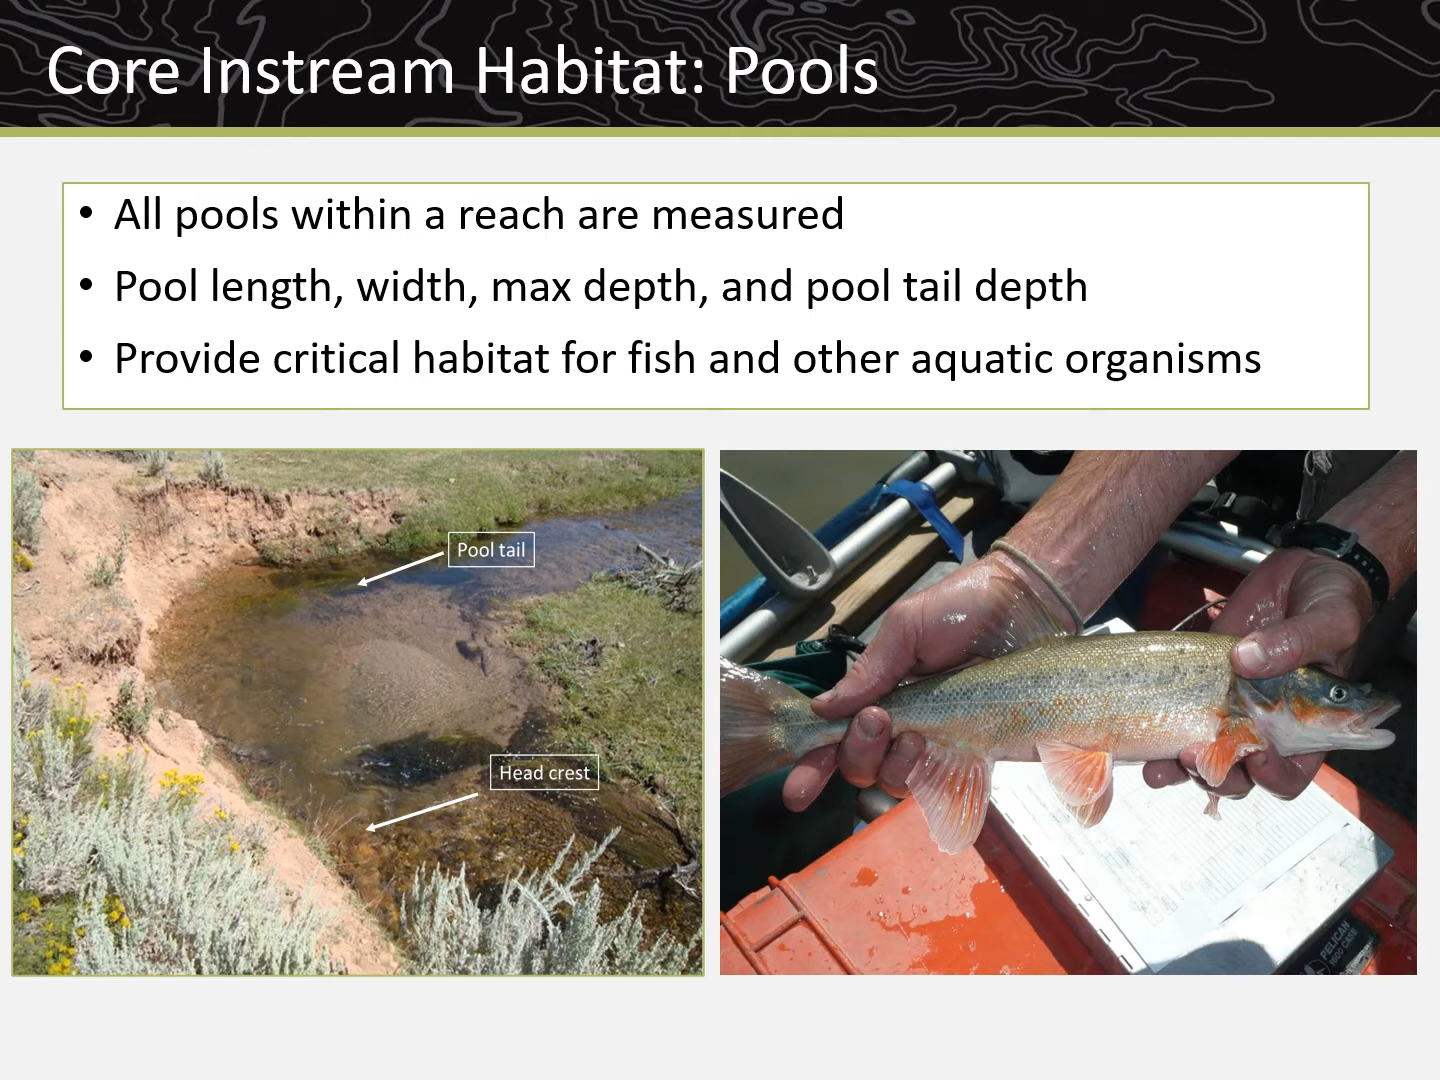 Core Instream Habitat: Pools
• All pools within a reach are measured
• Pool length, width, max depth, and pool tail depth
• Provide critical habitat for fish and other aquatic organisms
Pool tail
Head crest
PELICAN